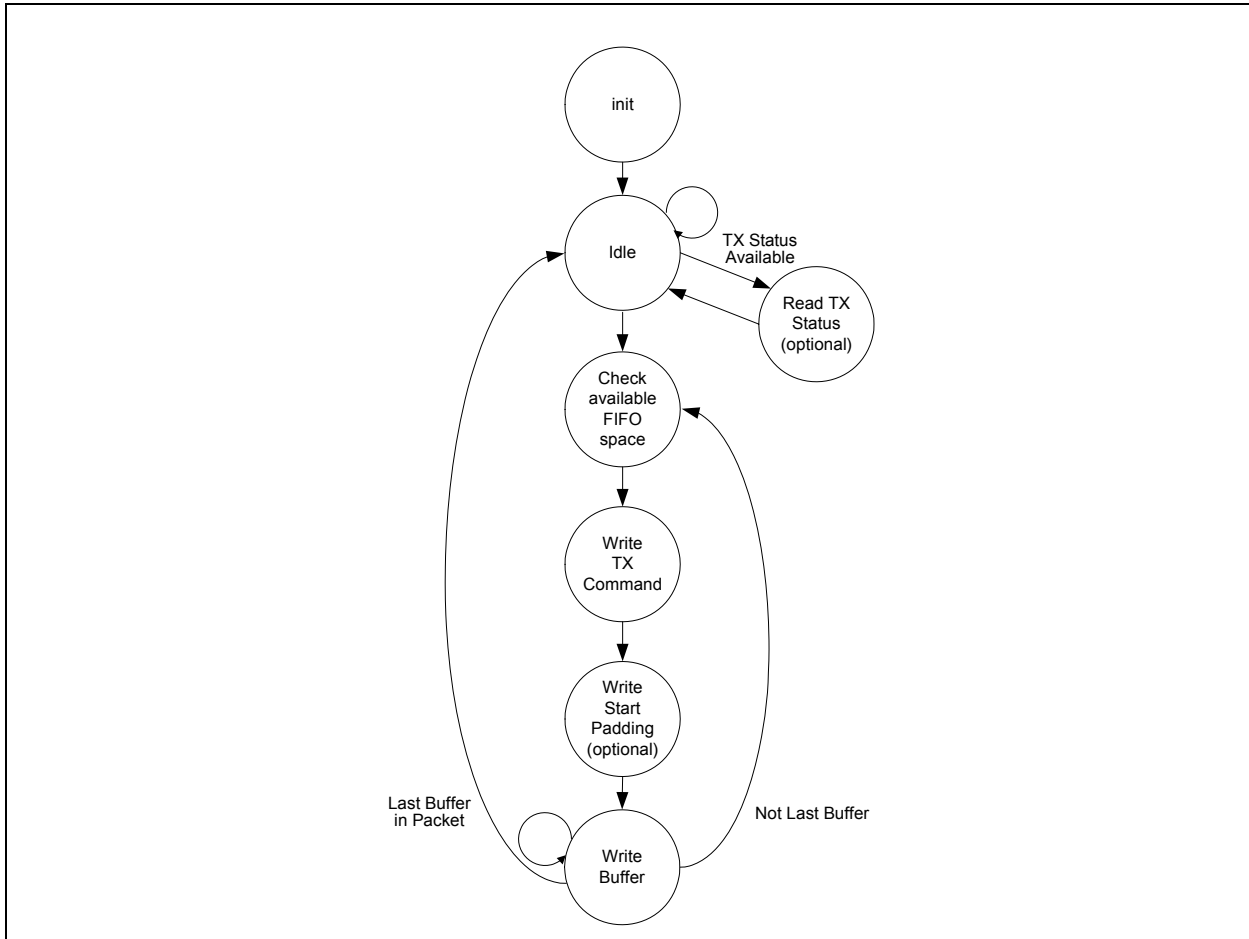 init
Idle
TX Status
Available
Read TX
Status
(optional)
Check
available
FIFO
space
Write
TX
Command
Write
Start
Padding
(optional)
Last Buffer
in Packet
Not Last Buffer
Write
Buffer